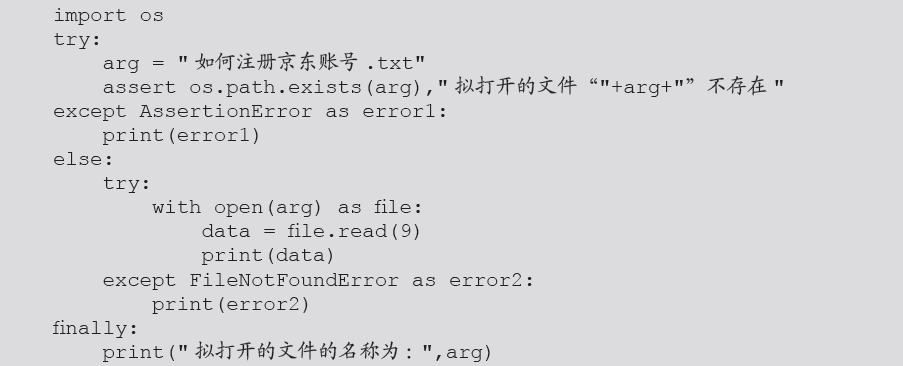 import os
try:
    arg = "如何注册京东账号.txt"
    assert os.path.exists(arg),"拟打开的文件“"+arg+"”不存在"
except AssertionError as error1:
    print(error1)
else:
    try:
        with open(arg) as file:
            data = file.read(9)
            print(data)
    except FileNotFoundError as error2:
        print(error2)
finally:
    print("拟打开的文件的名称为：",arg)